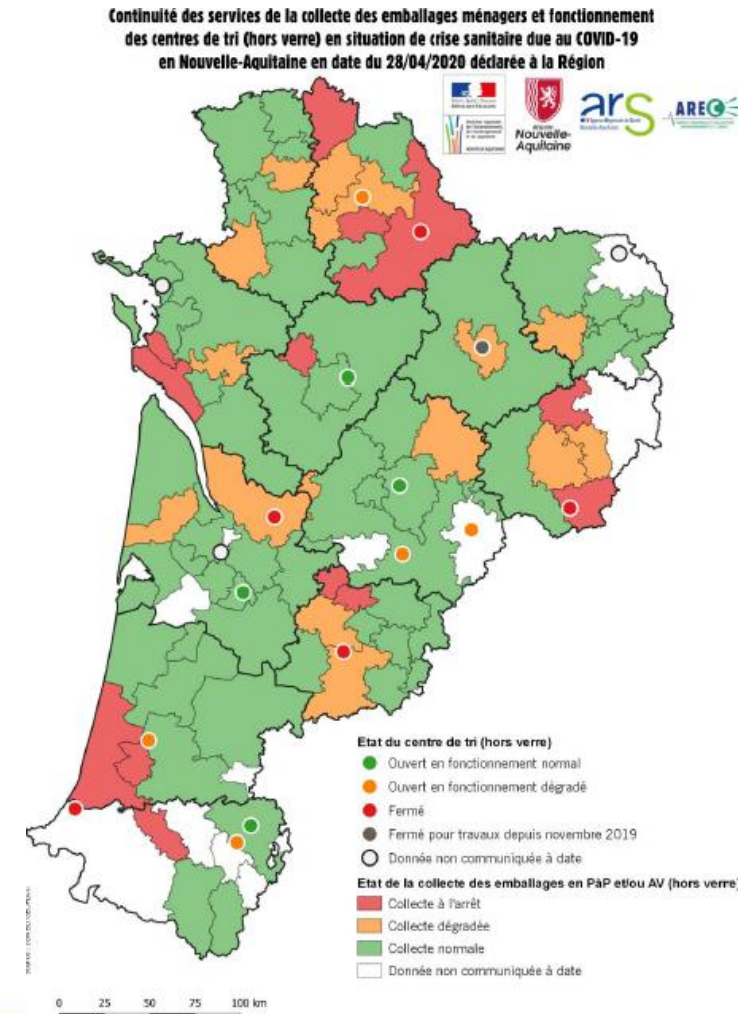 Continuité des services de la collecte des emballages ménagers et fonctionnement
des centres de tri (hors verre) en situation de crise sanitaire due au COVID-19
en Nouvelle-Aquitaine en date du 28/04/2020 déclarée à la Région
Nouvelle-
Aquitaine
ars
AREC
Etat du centre de tri (hors verre)
Ouvert en fonctionnement normal
Ouvert en fonctionnement dégradé
Fermé
Fermé pour travaux depuis novembre 2019
Donnée non communiquée à date
Etat de la collecte des emballages en PàP et/ou AV (hors verre)
Collecte à l'arrêt
Collecte dégradée
Collecte normale
Donnée non communiquée à date
0 25 50 75 100 km